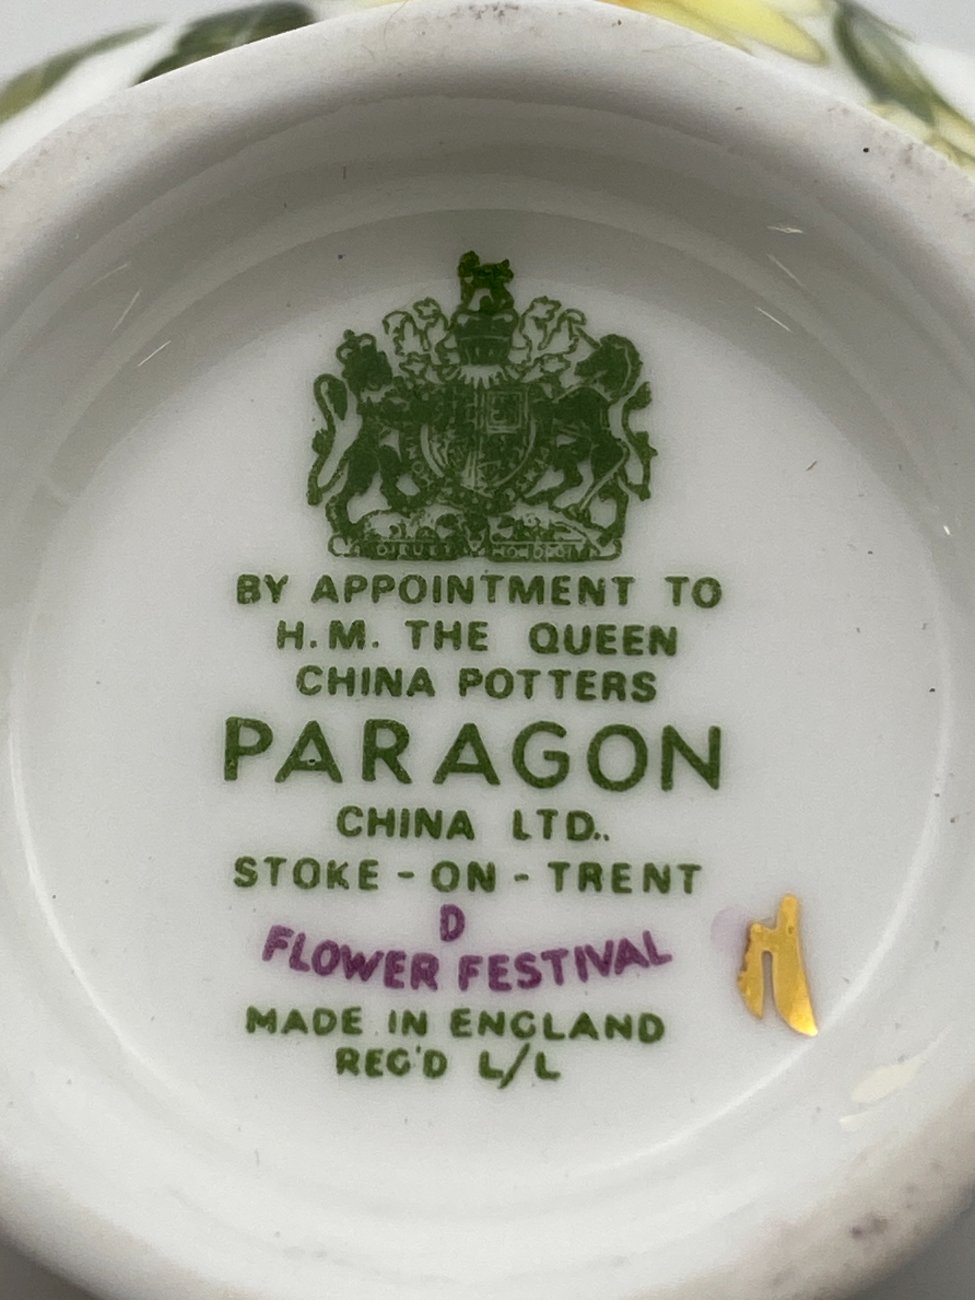 BY APPOINTMENT TO
H.M. THE QUEEN
CHINA POTTERS
PARAGON
CHINA LTD..
STOKE-ON-TRENT
D
FLOWER FESTIVAL
MADE IN ENGLAND
REG'D L/L